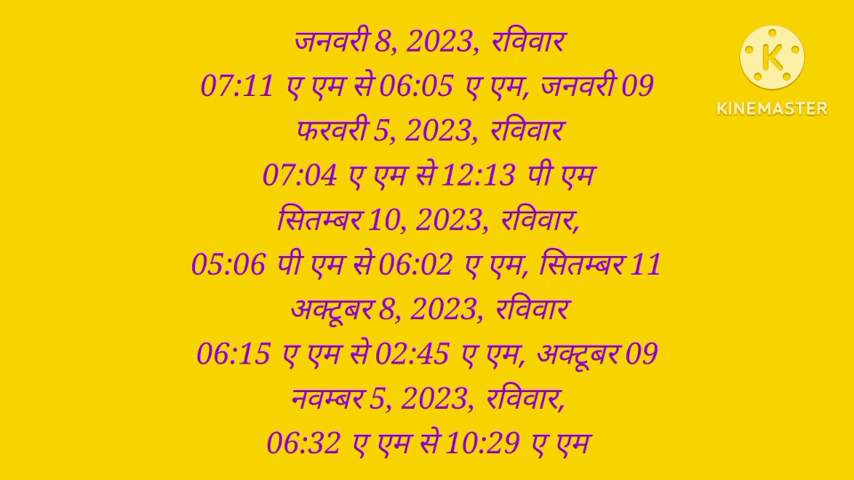 जनवरी 8, 2023, रविवार
07:11 ए एम से 06:05 ए एम, जनवरी 09
फरवरी 5, 2023, रविवार
07:04 ए एम से 12:13 पी एम
सितम्बर 10, 2023, रविवार,
05:06 पी एम से 06:02 ए एम, सितम्बर 11
अक्टूबर 8, 2023, रविवार
06:15 ए एम से 02:45 ए एम, अक्टूबर 09
नवम्बर 5, 2023, रविवार,
06:32 ए एम से 10:29 ए एम
K
KINEMASTER